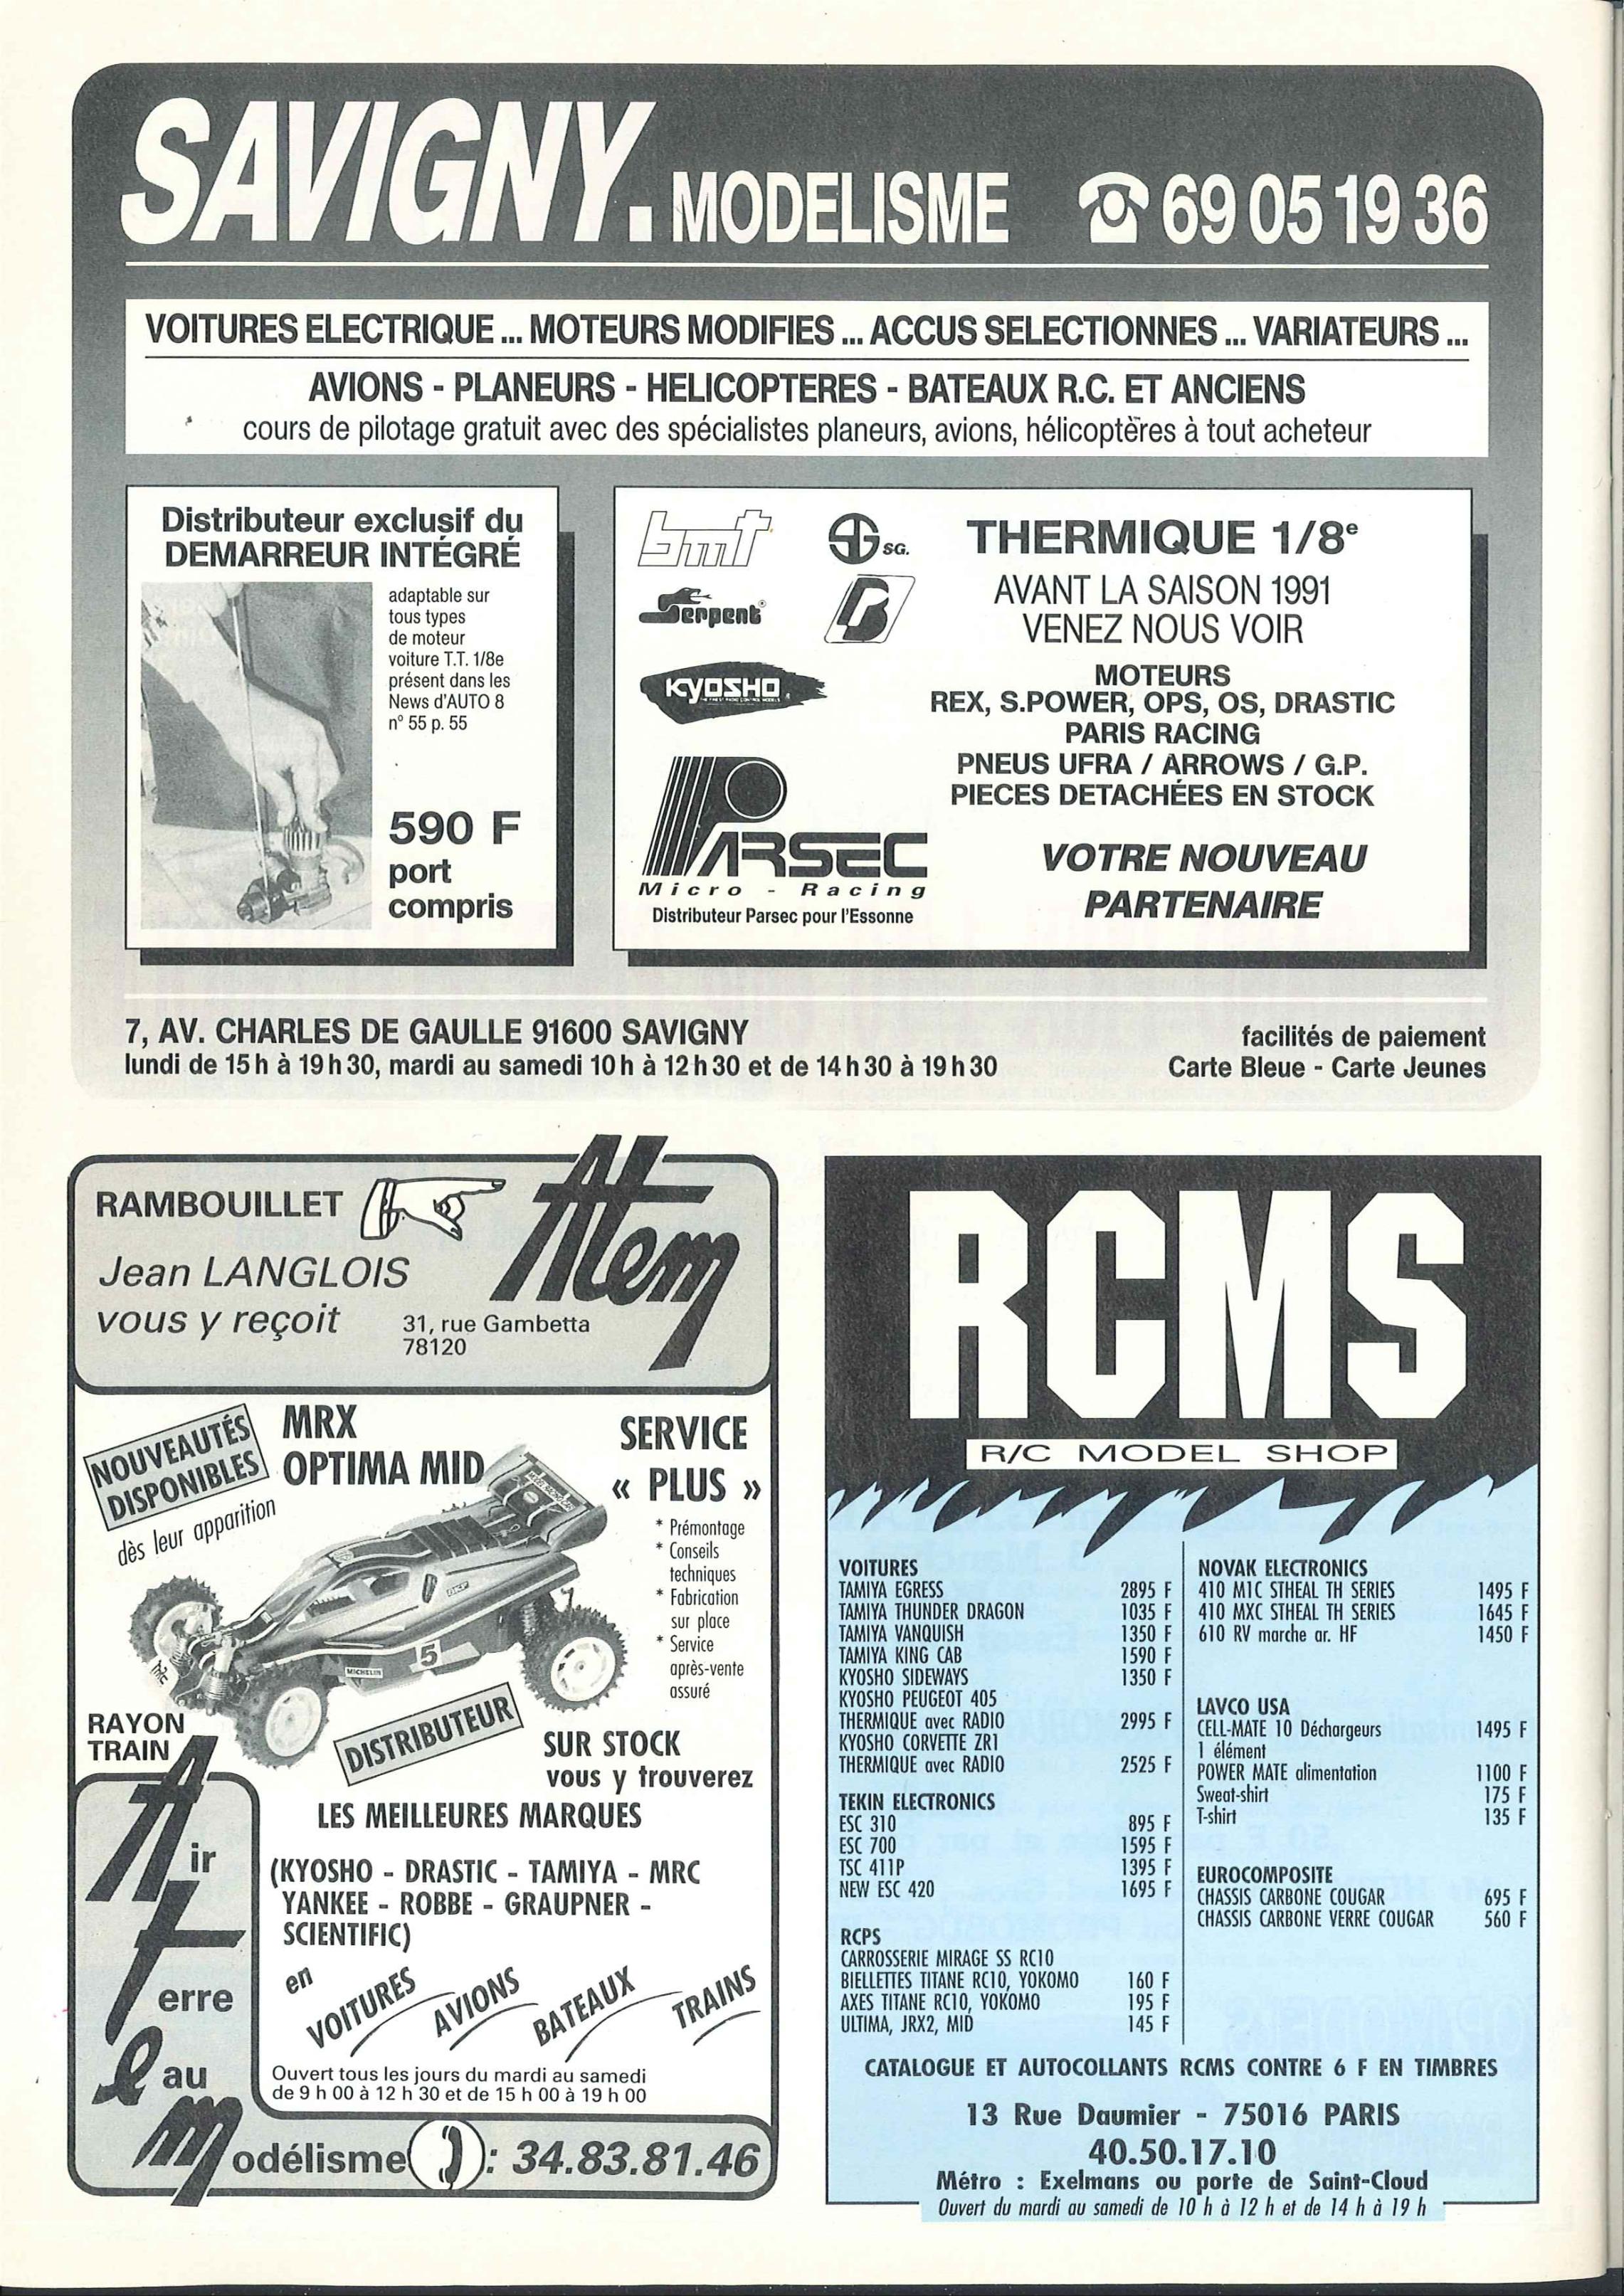 SAVIGNY. MODELISME ☎ 69 05 19 36
VOITURES ELECTRIQUE ... MOTEURS MODIFIES ... ACCUS SELECTIONNES ... VARIATEURS ...
AVIONS - PLANEURS - HELICOPTERES - BATEAUX R.C. ET ANCIENS
cours de pilotage gratuit avec des spécialistes planeurs, avions, hélicoptères à tout acheteur
Distributeur exclusif du
DEMARREUR INTÉGRÉ
adaptable sur
tous types
de moteur
voiture T.T. 1/8e
présent dans les
News d'AUTO 8
n° 55 p. 55
590 F
port
compris
bmt
SG.
Serpent®
B
KYOSHO
PARSEC
Micro - Racing
Distributeur Parsec pour l'Essonne
THERMIQUE 1/8e
AVANT LA SAISON 1991
VENEZ NOUS VOIR
MOTEURS
REX, S.POWER, OPS, OS, DRASTIC
PARIS RACING
PNEUS UFRA / ARROWS / G.P.
PIECES DETACHÉES EN STOCK
VOTRE NOUVEAU
PARTENAIRE
7, AV. CHARLES DE GAULLE 91600 SAVIGNY
lundi de 15 h à 19 h 30, mardi au samedi 10 h à 12 h 30 et de 14 h 30 à 19 h 30
facilités de paiement
Carte Bleue - Carte Jeunes
RAMBOUILLET
Atem
Jean LANGLOIS
vous y reçoit
31, rue Gambetta
78120
NOUVEAUTÉS
DISPONIBLES
dès leur apparition
MRX
OPTIMA MID
SERVICE
« PLUS »
* Prémontage
* Conseils
techniques
* Fabrication
sur place
* Service
après-vente
assuré
5
MICHELIN
RAYON
TRAIN
DISTRIBUTEUR
SUR STOCK
vous y trouverez
LES MEILLEURES MARQUES
(KYOSHO - DRASTIC - TAMIYA - MRC
YANKEE - ROBBE - GRAUPNER -
SCIENTIFIC)
en
VOITURES
AVIONS
BATEAUX
TRAINS
Air
Terre
eau
Modélisme : 34.83.81.46
Ouvert tous les jours du mardi au samedi
de 9 h 00 à 12 h 30 et de 15 h 00 à 19 h 00
RCMS
R/C MODEL SHOP
VOITURES
TAMIYA EGRESS 2895 F
TAMIYA THUNDER DRAGON 1035 F
TAMIYA VANQUISH 1350 F
TAMIYA KING CAB 1590 F
KYOSHO SIDEWAYS 1350 F
KYOSHO PEUGEOT 405
THERMIQUE avec RADIO 2995 F
KYOSHO CORVETTE ZR1
THERMIQUE avec RADIO 2525 F
TEKIN ELECTRONICS
ESC 310 895 F
ESC 700 1595 F
TSC 411P 1395 F
NEW ESC 420 1695 F
RCPS
CARROSSERIE MIRAGE SS RC10
BIELLETTES TITANE RC10, YOKOMO 160 F
AXES TITANE RC10, YOKOMO 195 F
ULTIMA, JRX2, MID 145 F
NOVAK ELECTRONICS
410 M1C STHEAL TH SERIES 1495 F
410 MXC STHEAL TH SERIES 1645 F
610 RV marche ar. HF 1450 F
LAVCO USA
CELL-MATE 10 Déchargeurs 1495 F
1 élément
POWER MATE alimentation 1100 F
Sweat-shirt 175 F
T-shirt 135 F
EUROCOMPOSITE
CHASSIS CARBONE COUGAR 695 F
CHASSIS CARBONE VERRE COUGAR 560 F
CATALOGUE ET AUTOCOLLANTS RCMS CONTRE 6 F EN TIMBRES
13 Rue Daumier - 75016 PARIS
40.50.17.10
Métro : Exelmans ou porte de Saint-Cloud
Ouvert du mardi au samedi de 10 h à 12 h et de 14 h à 19 h